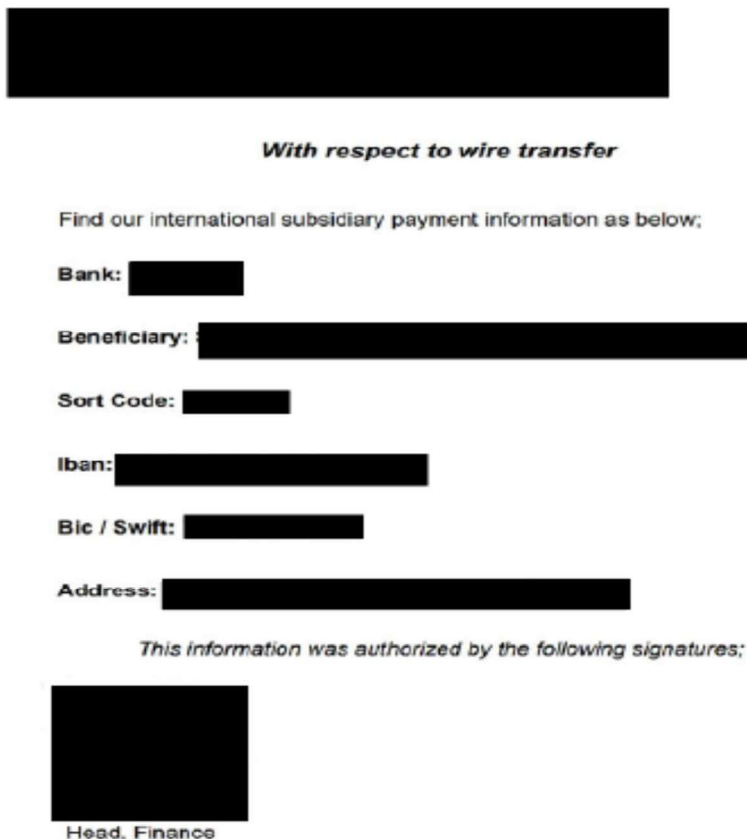 With respect to wire transfer
Find our international subsidiary payment information as below;
Bank:
Beneficiary:
Sort Code:
Iban:
Bic / Swift:
Address:
This information was authorized by the following signatures;
Head, Finance